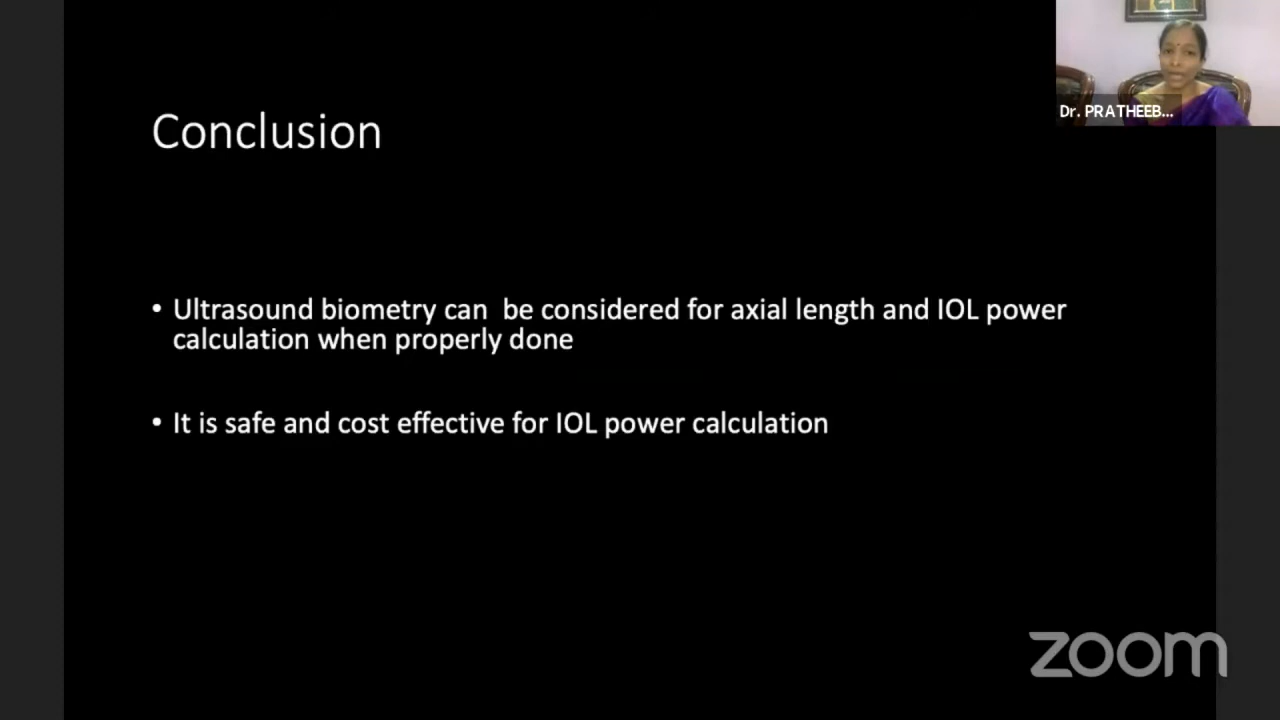 Dr. PRATHEEB...
Conclusion
• Ultrasound biometry can  be considered for axial length and IOL power
calculation when properly done
• It is safe and cost effective for IOL power calculation
zoom